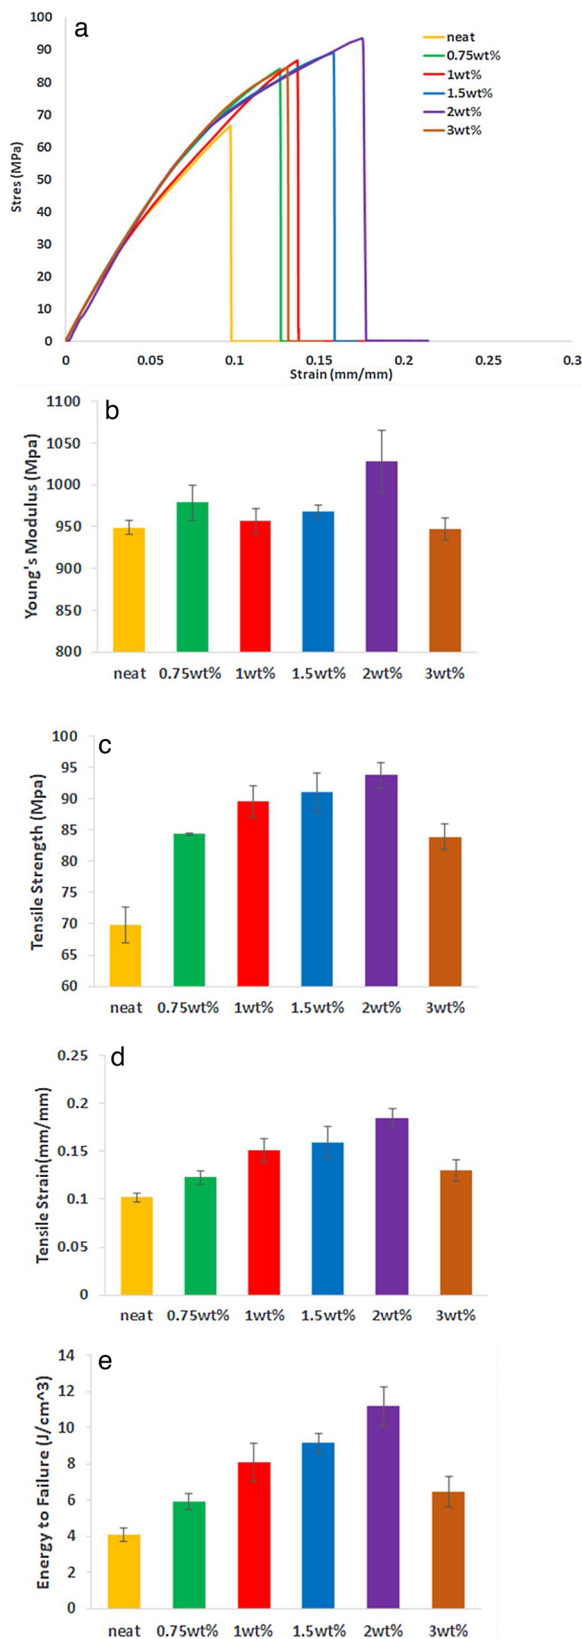 a
100
90
80
70
60
50
40
30
20
10
0
Stres (MPa)
neat
0.75wt%
1wt%
1.5wt%
2wt%
3wt%
0 0.05 0.1 0.15 0.2 0.25 0.3
Strain (mm/mm)
b
1100
1050
1000
950
900
850
800
Young's Modulus (Mpa)
neat 0.75wt% 1wt% 1.5wt% 2wt% 3wt%
c
100
95
90
85
80
75
70
65
60
Tensile Strength (Mpa)
neat 0.75wt% 1wt% 1.5wt% 2wt% 3wt%
d
0.25
0.2
0.15
0.1
0.05
0
Tensile Strain(mm/mm)
neat 0.75wt% 1wt% 1.5wt% 2wt% 3wt%
e
14
12
10
8
6
4
2
0
Energy to Failure (J/cm^3)
neat 0.75wt% 1wt% 1.5wt% 2wt% 3wt%